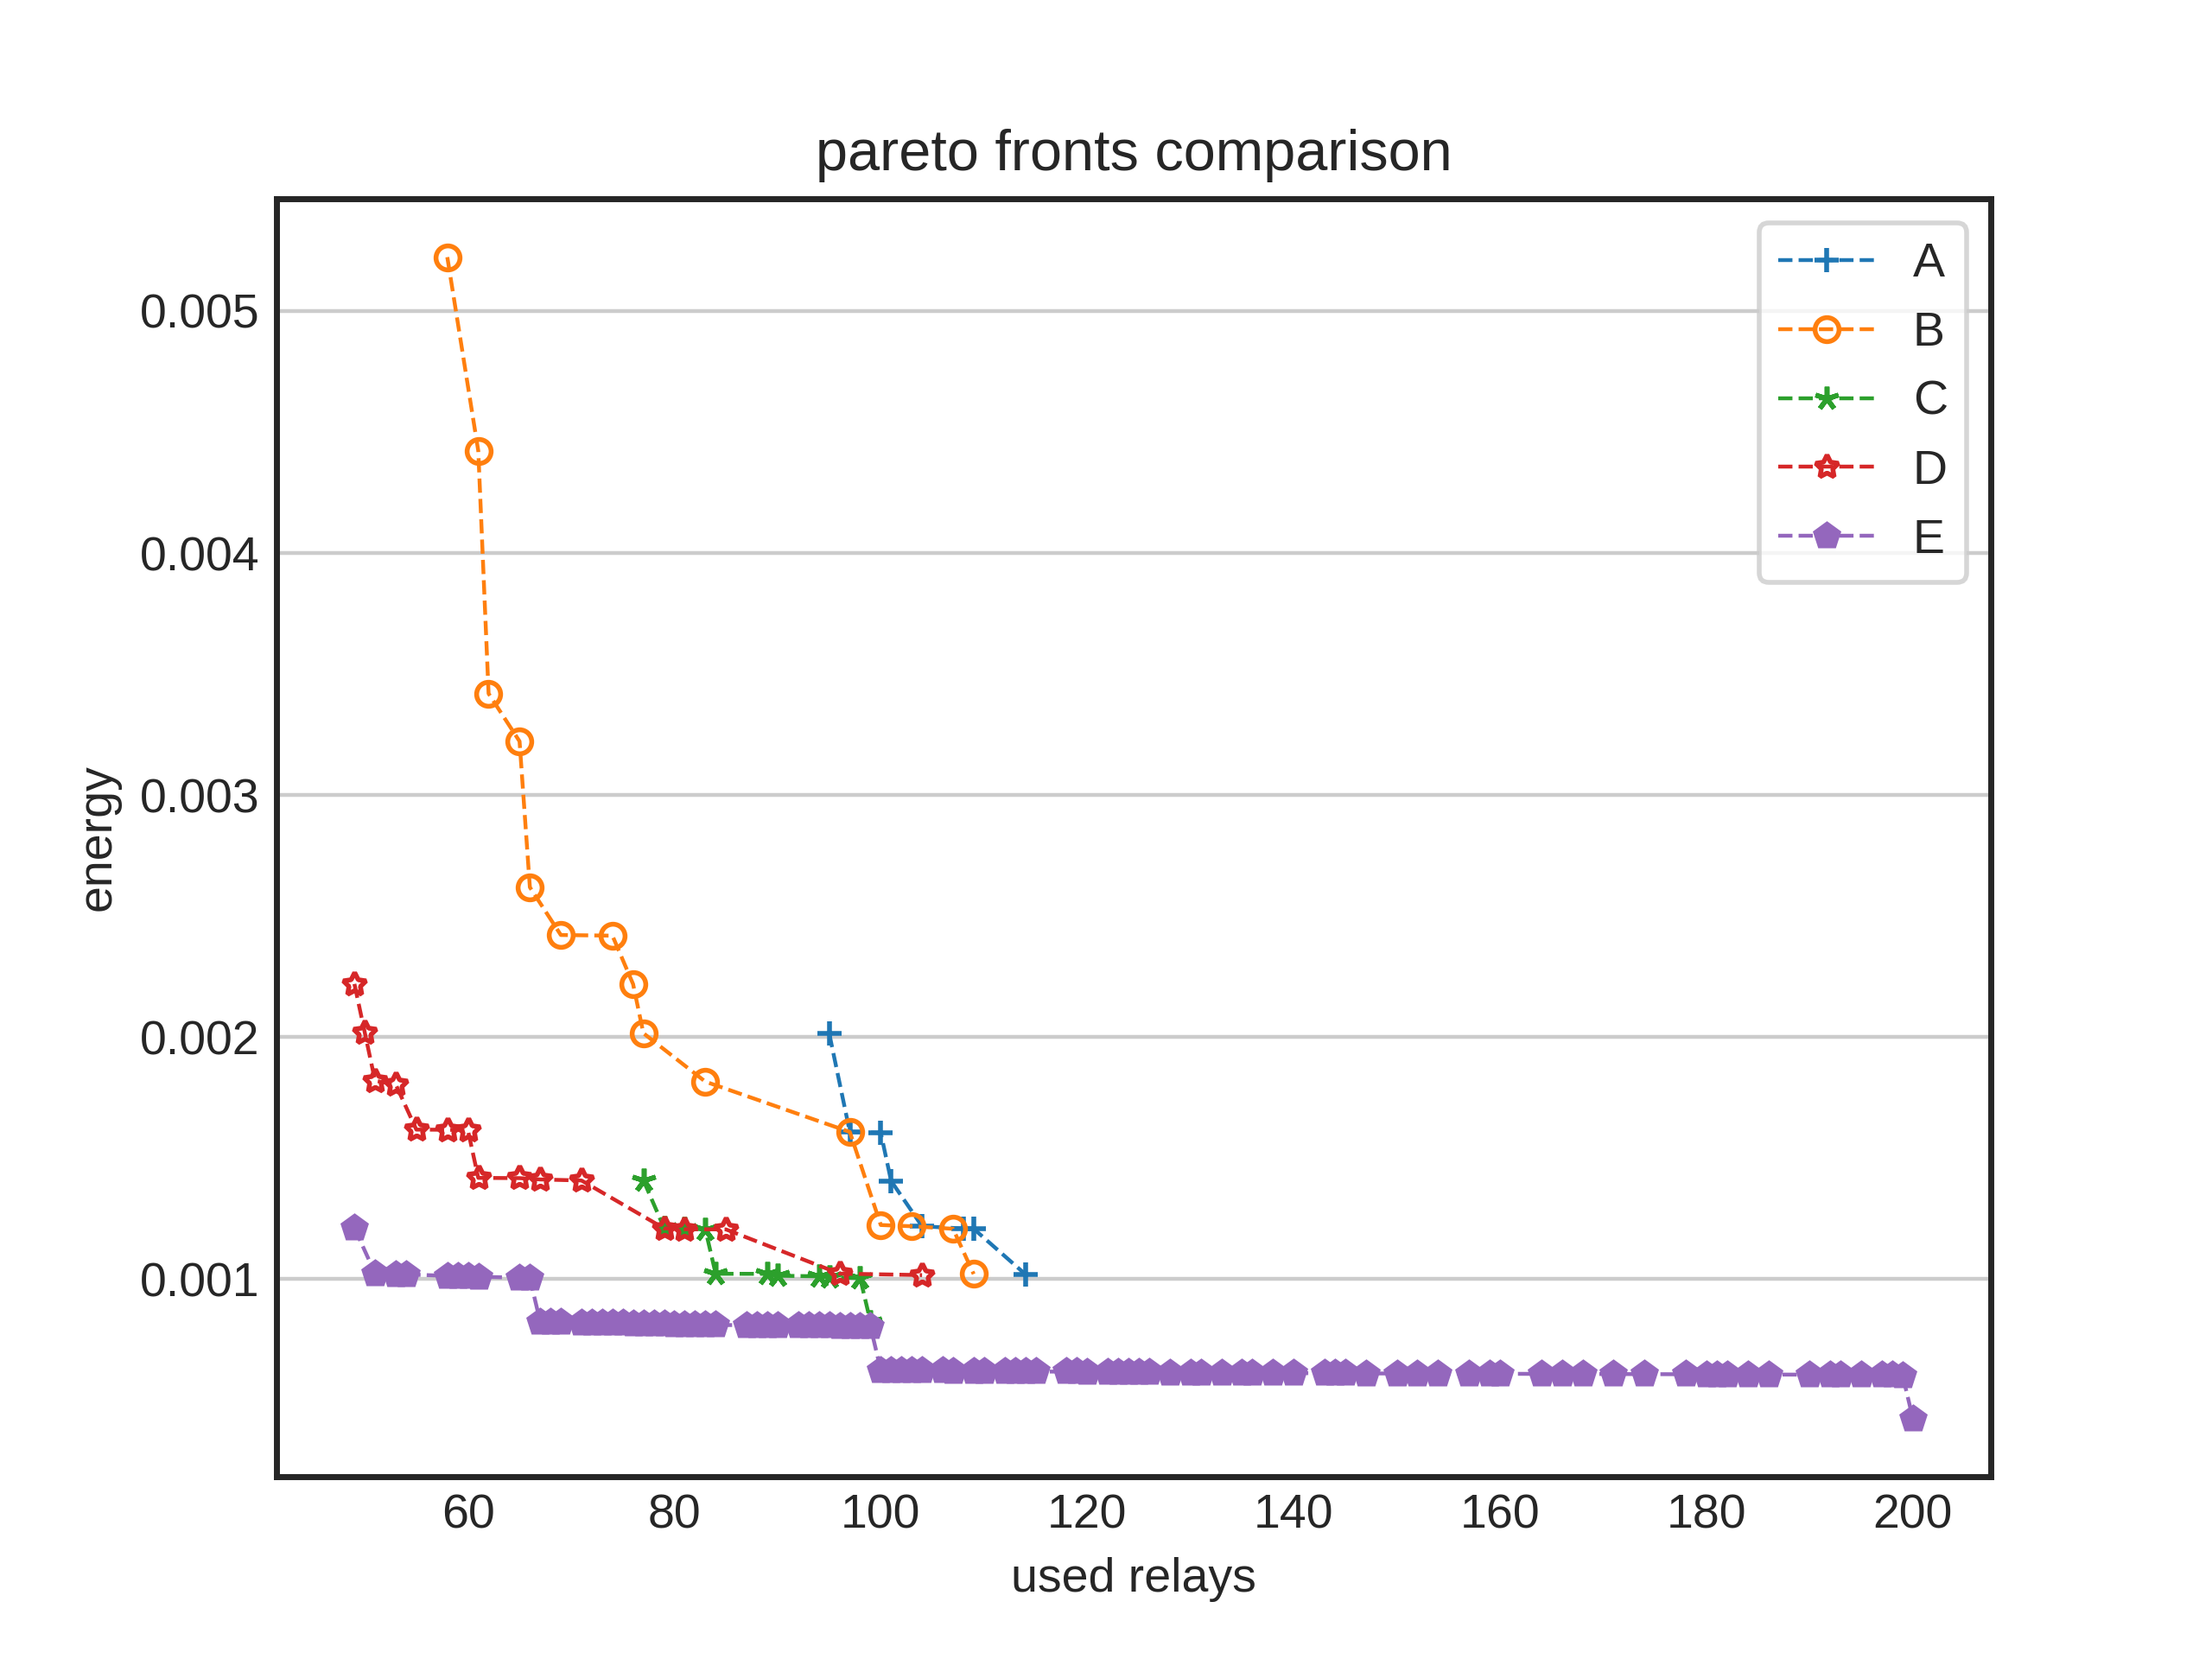 pareto fronts comparison
A
B
C
D
E
0.005
0.004
0.003
0.002
0.001
energy
60 80 100 120 140 160 180 200
used relays